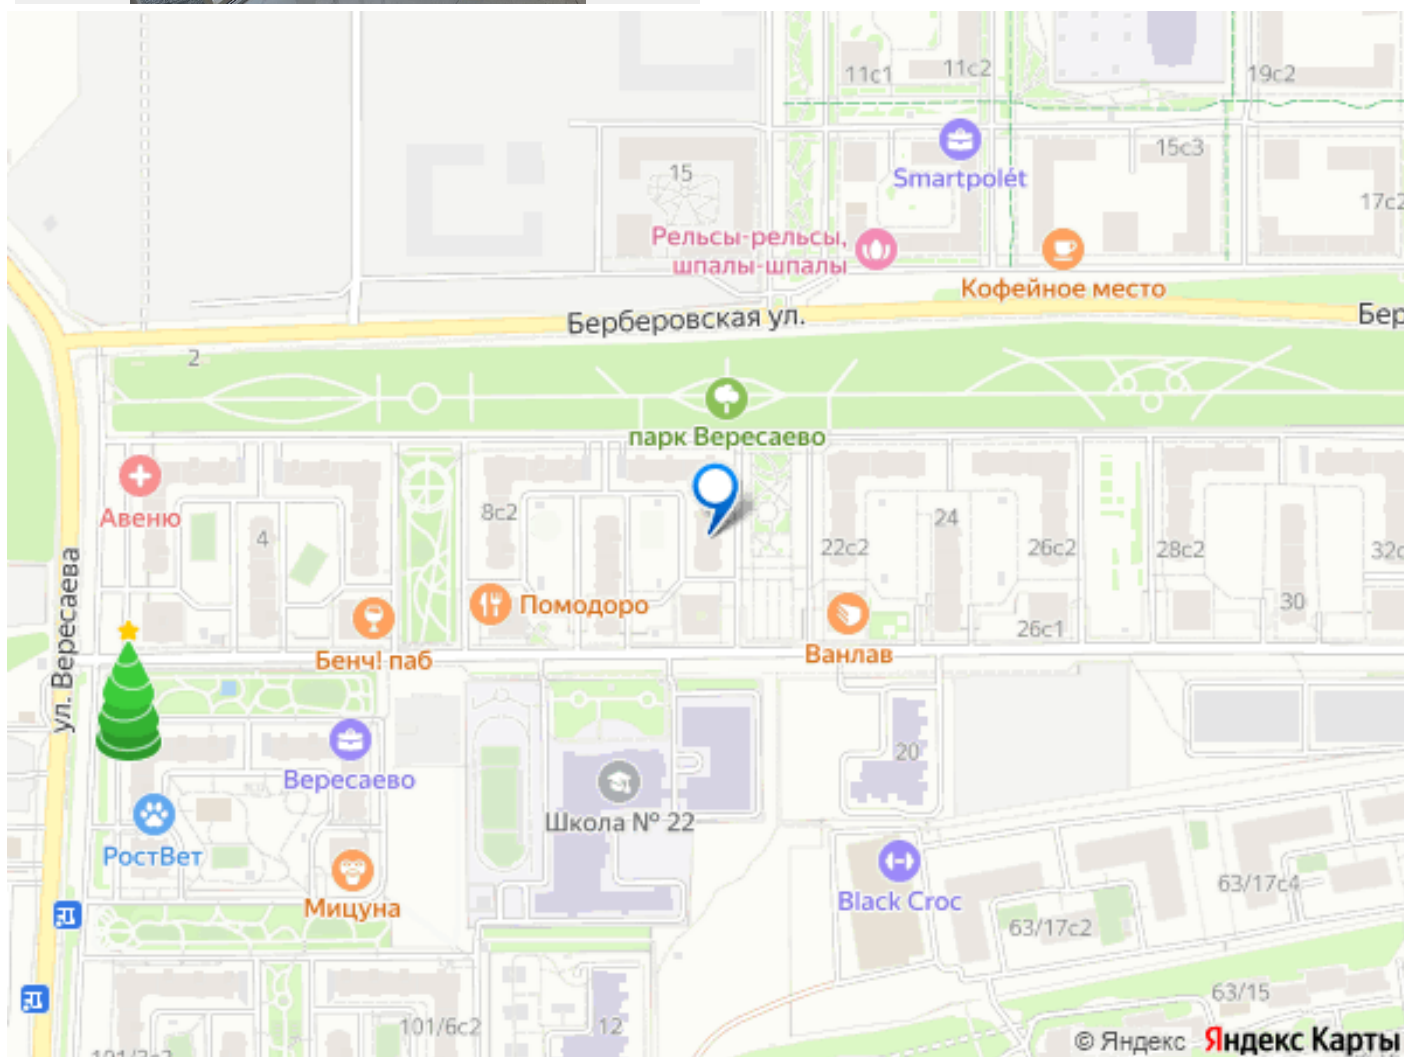 11с1
11с2
19с2
15с3
15
Smartpolét
17с2
Рельсы-рельсы,
шпалы-шпалы
Кофейное место
Берберовская ул.
Бер
2
парк Вересаево
Авеню
4
8с2
22с2
24
26с2
28с2
32с
ул. Вересаева
Помодоро
30
Бенч! паб
Ванлав
26с1
Вересаево
20
Школа № 22
РостВет
Мицуна
Black Croc
63/17с4
63/17с2
63/15
101/6с2
12
© Яндекс Яндекс Карты